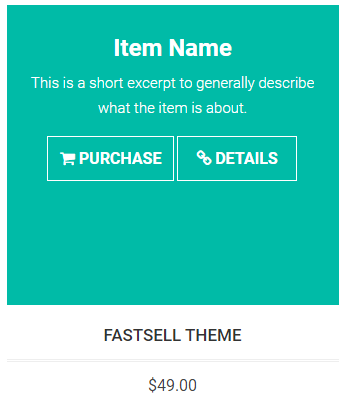 Item Name
This is a short excerpt to generally describe
what the item is about.
PURCHASE DETAILS
FASTSELL THEME
$49.00